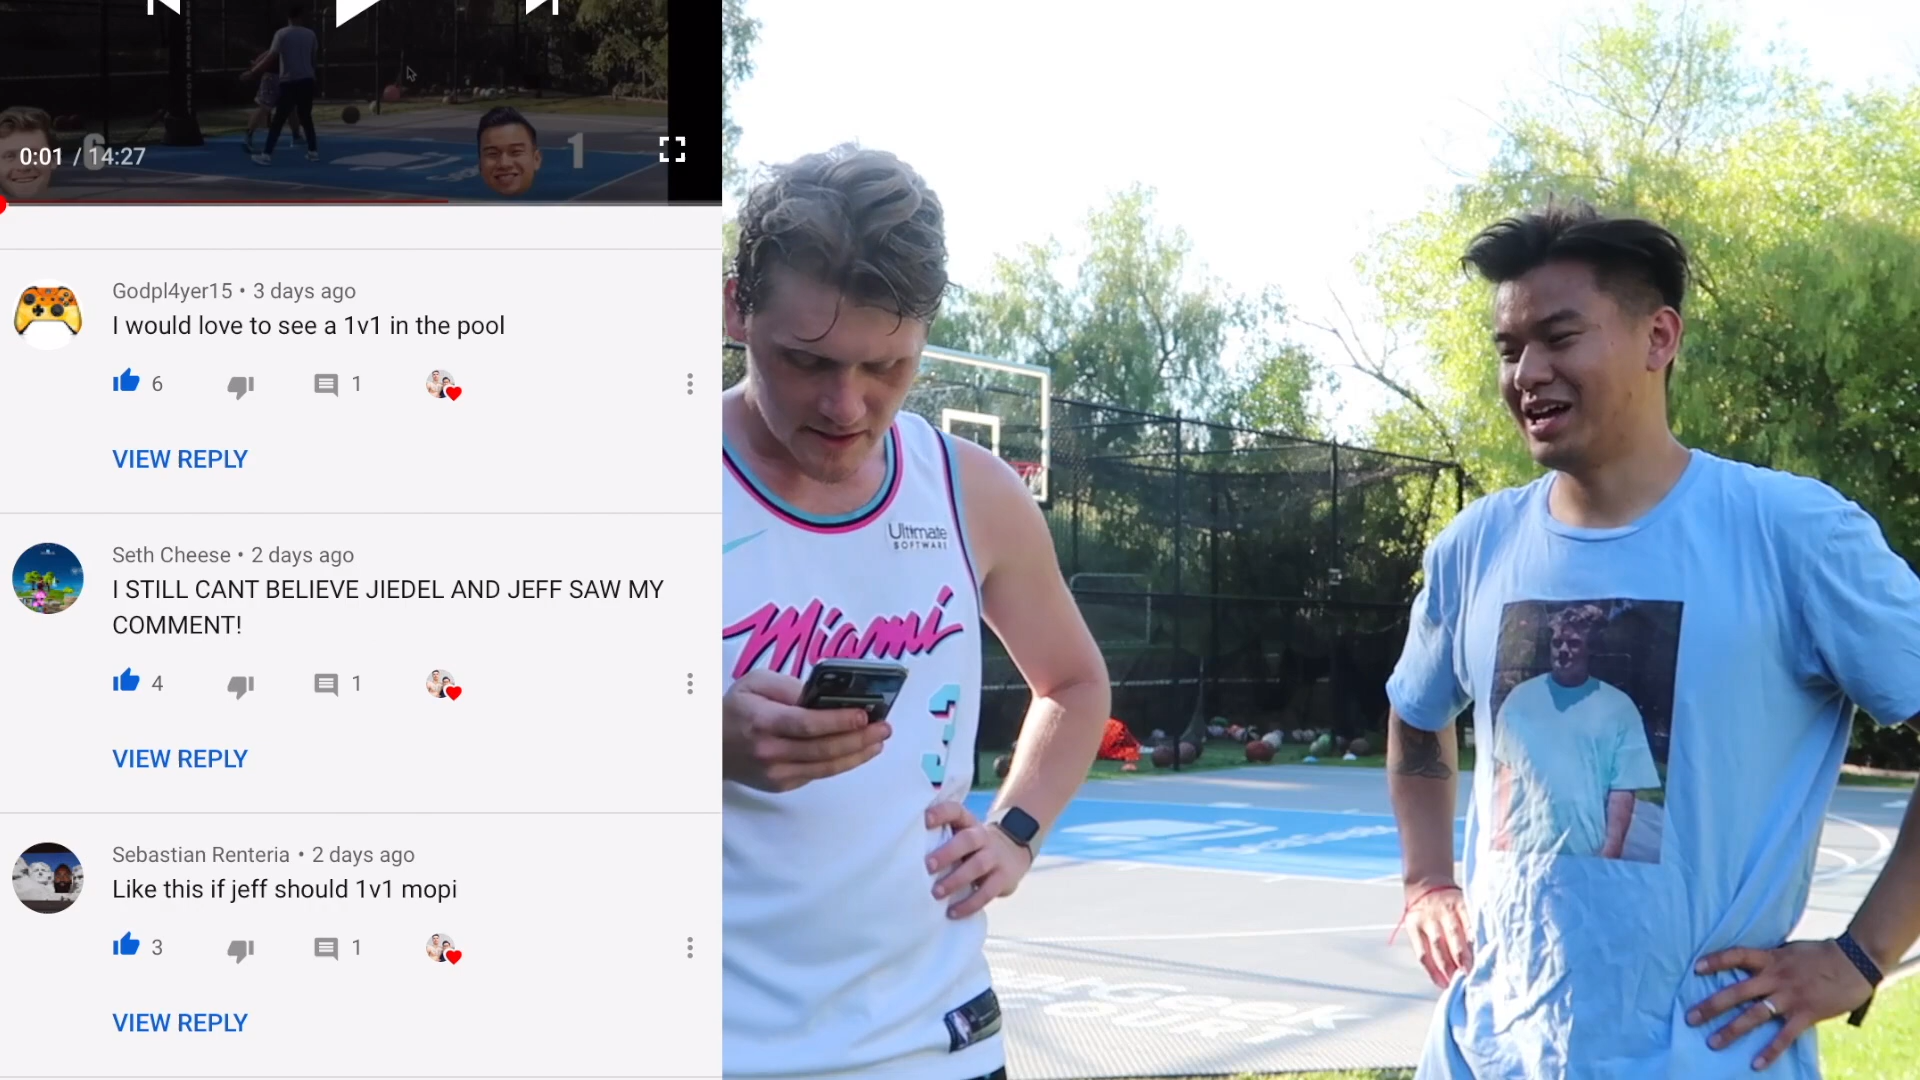 6
1
0:01 / 14:27
Godpl4yer15 • 3 days ago
I would love to see a 1v1 in the pool
6
1
VIEW REPLY
Seth Cheese • 2 days ago
I STILL CANT BELIEVE JIEDEL AND JEFF SAW MY
COMMENT!
4
1
VIEW REPLY
Sebastian Renteria • 2 days ago
Like this if jeff should 1v1 mopi
3
1
VIEW REPLY
Ultimate
SOFTWARE
Miami
3